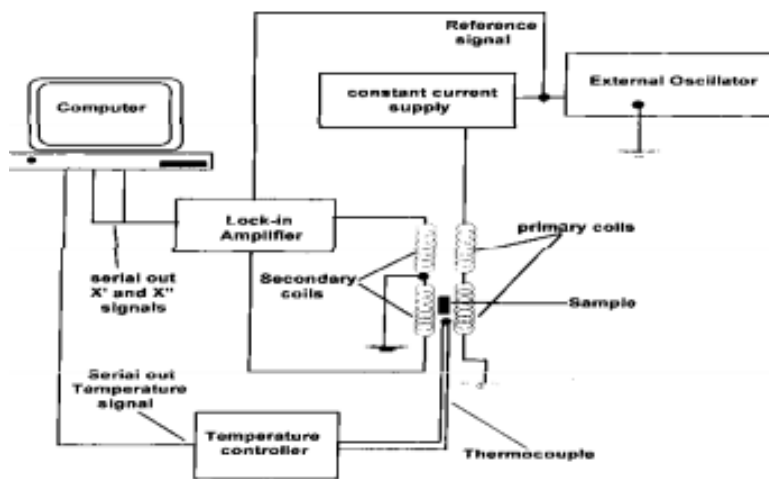 Reference
signal
External Oscillator
constant current
supply
Computer
Lock-in
Amplifier
primary coils
serial out
X' and X"
signals
Secondary
coils
Sample
Serial out
Temperature
signal
Temperature
controller
Thermocouple